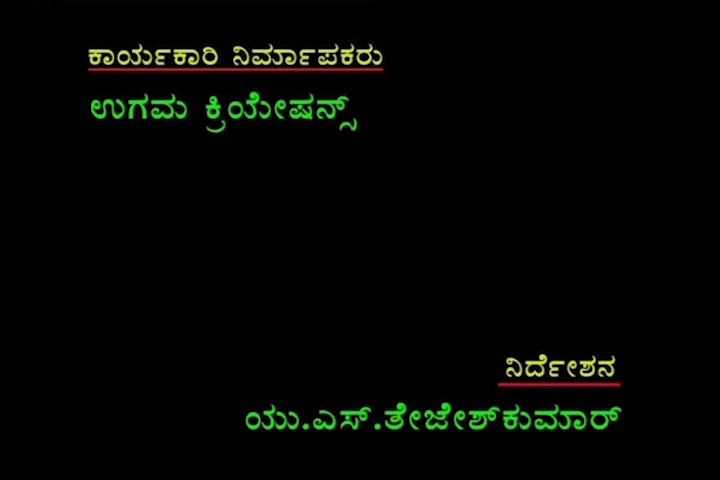 ಕಾರ್ಯಕಾರಿ ನಿರ್ಮಾಪಕರು
ಉಗಮ ಕ್ರಿಯೇಷನ್ಸ್
ನಿರ್ದೇಶನ
ಯು.ಎಸ್.ತೇಜೇಶ್‌ಕುಮಾರ್